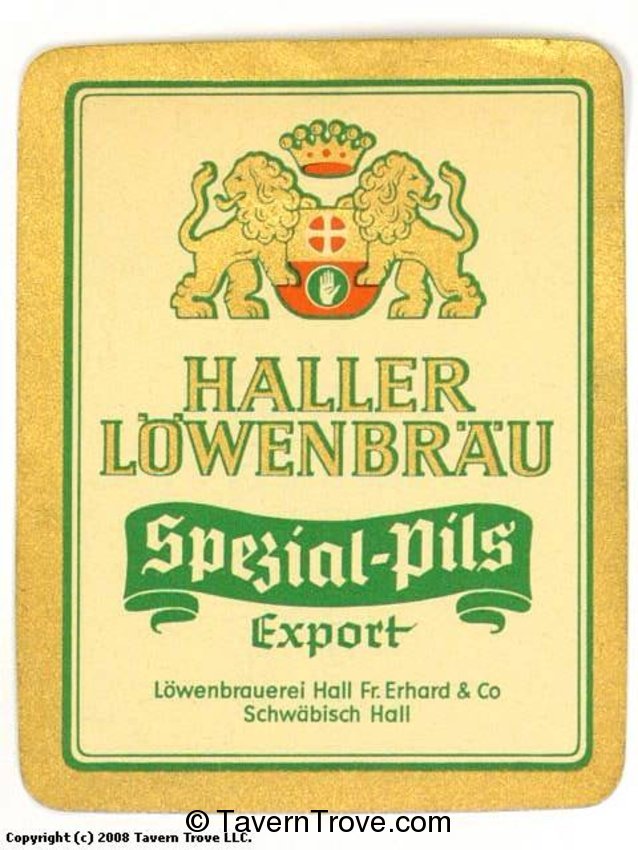 HALLER
LÖWENBRÄU
Spezial-Pils
Export
Löwenbrauerei Hall Fr. Erhard & Co
Schwäbisch Hall
© TavernTrove.com
Copyright (c) 2008 Tavern Trove LLC.